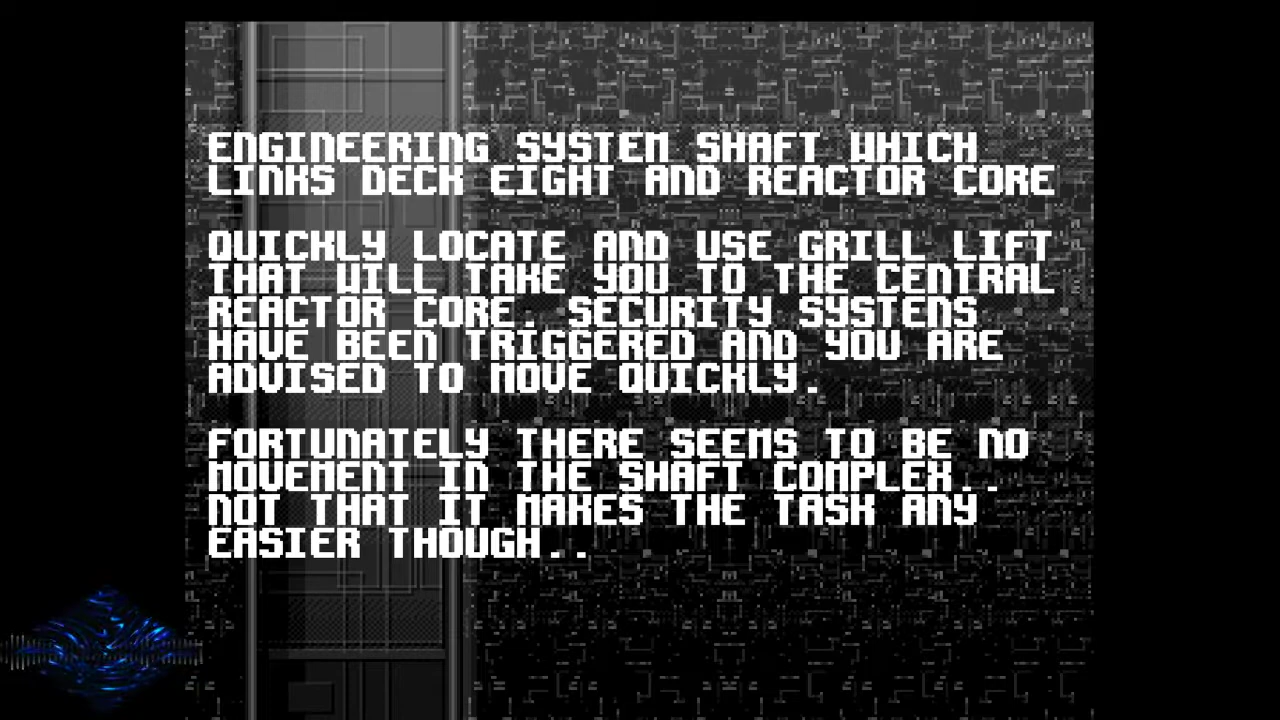 ENGINEERING SYSTEM SHAFT WHICH
LINKS DECK EIGHT AND REACTOR CORE
QUICKLY LOCATE AND USE GRILL LIFT
THAT WILL TAKE YOU TO THE CENTRAL
REACTOR CORE. SECURITY SYSTEMS
HAVE BEEN TRIGGERED AND YOU ARE
ADVISED TO MOVE QUICKLY.
FORTUNATELY THERE SEEMS TO BE NO
MOVEMENT IN THE SHAFT COMPLEX..
NOT THAT IT MAKES THE TASK ANY
EASIER THOUGH..